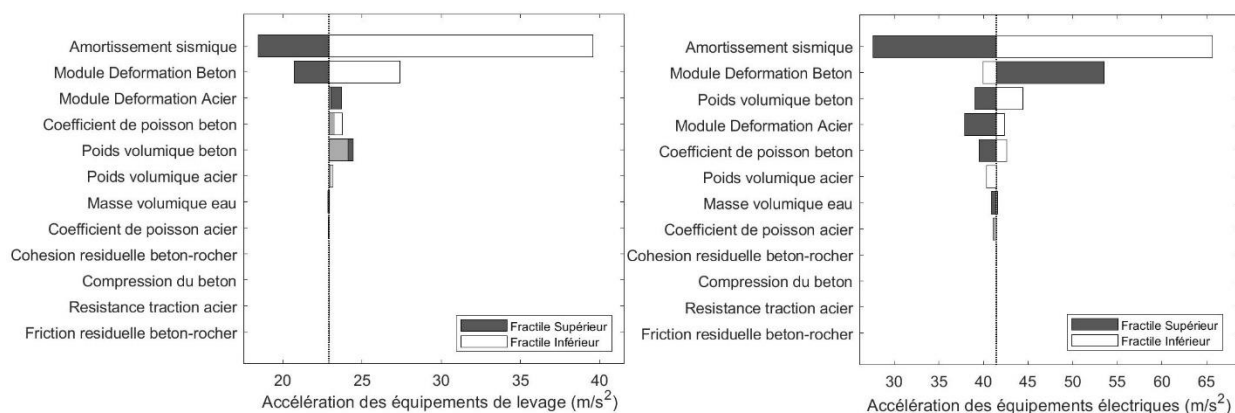 Amortissement sismique
Module Deformation Beton
Module Deformation Acier
Coefficient de poisson beton
Poids volumique beton
Poids volumique acier
Masse volumique eau
Coefficient de poisson acier
Cohesion residuelle beton-rocher
Compression du beton
Resistance traction acier
Friction residuelle beton-rocher
Fractile Supérieur
Fractile Inférieur
20 25 30 35 40
Accélération des équipements de levage (m/s²)
Amortissement sismique
Module Deformation Beton
Poids volumique beton
Module Deformation Acier
Coefficient de poisson beton
Poids volumique acier
Masse volumique eau
Coefficient de poisson acier
Cohesion residuelle beton-rocher
Compression du beton
Resistance traction acier
Friction residuelle beton-rocher
Fractile Supérieur
Fractile Inférieur
30 35 40 45 50 55 60 65
Accélération des équipements électriques (m/s²)